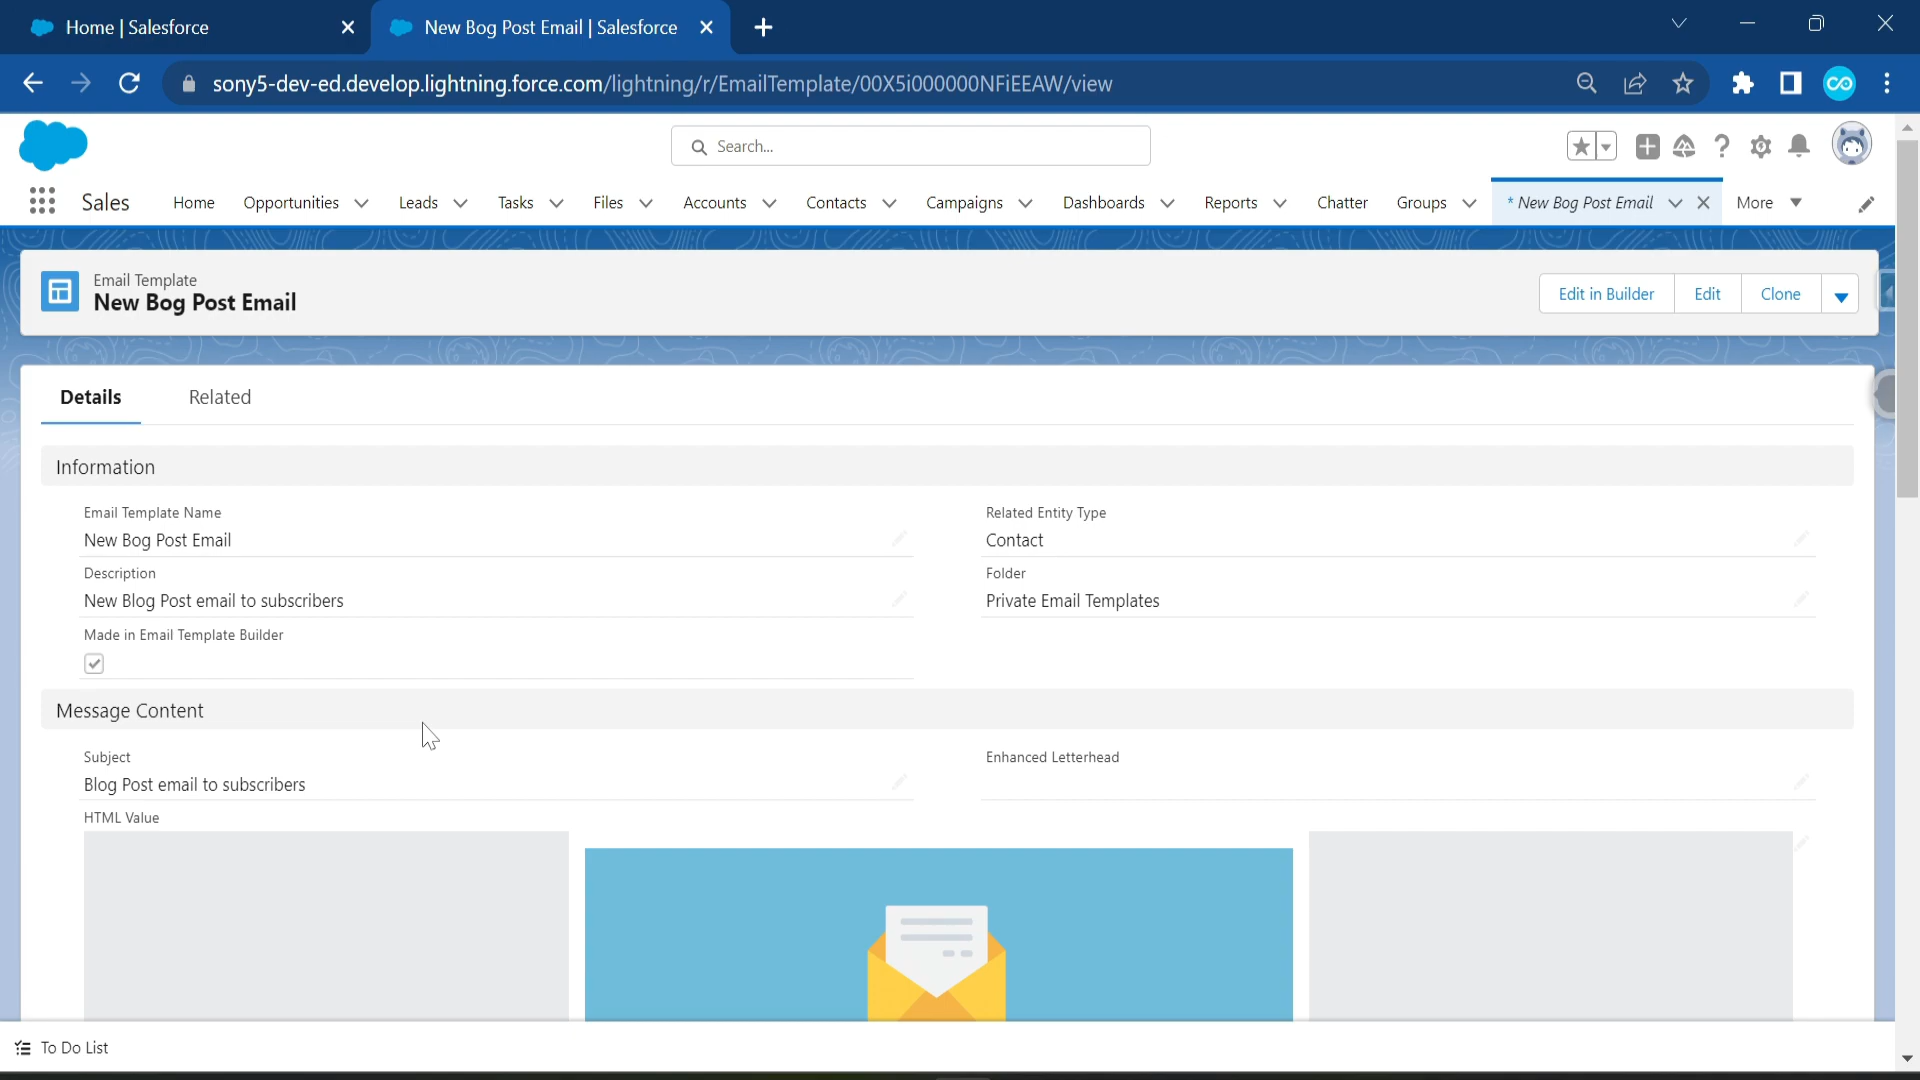 Home | Salesforce
New Bog Post Email | Salesforce
sony5-dev-ed.develop.lightning.force.com/lightning/r/EmailTemplate/00X5i000000NFiEEAW/view
Search...
Sales Home Opportunities Leads Tasks Files Accounts Contacts Campaigns Dashboards Reports Chatter Groups * New Bog Post Email More
Email Template
New Bog Post Email
Edit in Builder Edit Clone
Details Related
Information
Email Template Name
New Bog Post Email
Related Entity Type
Contact
Description
New Blog Post email to subscribers
Folder
Private Email Templates
Made in Email Template Builder
Message Content
Subject
Blog Post email to subscribers
Enhanced Letterhead
HTML Value
To Do List